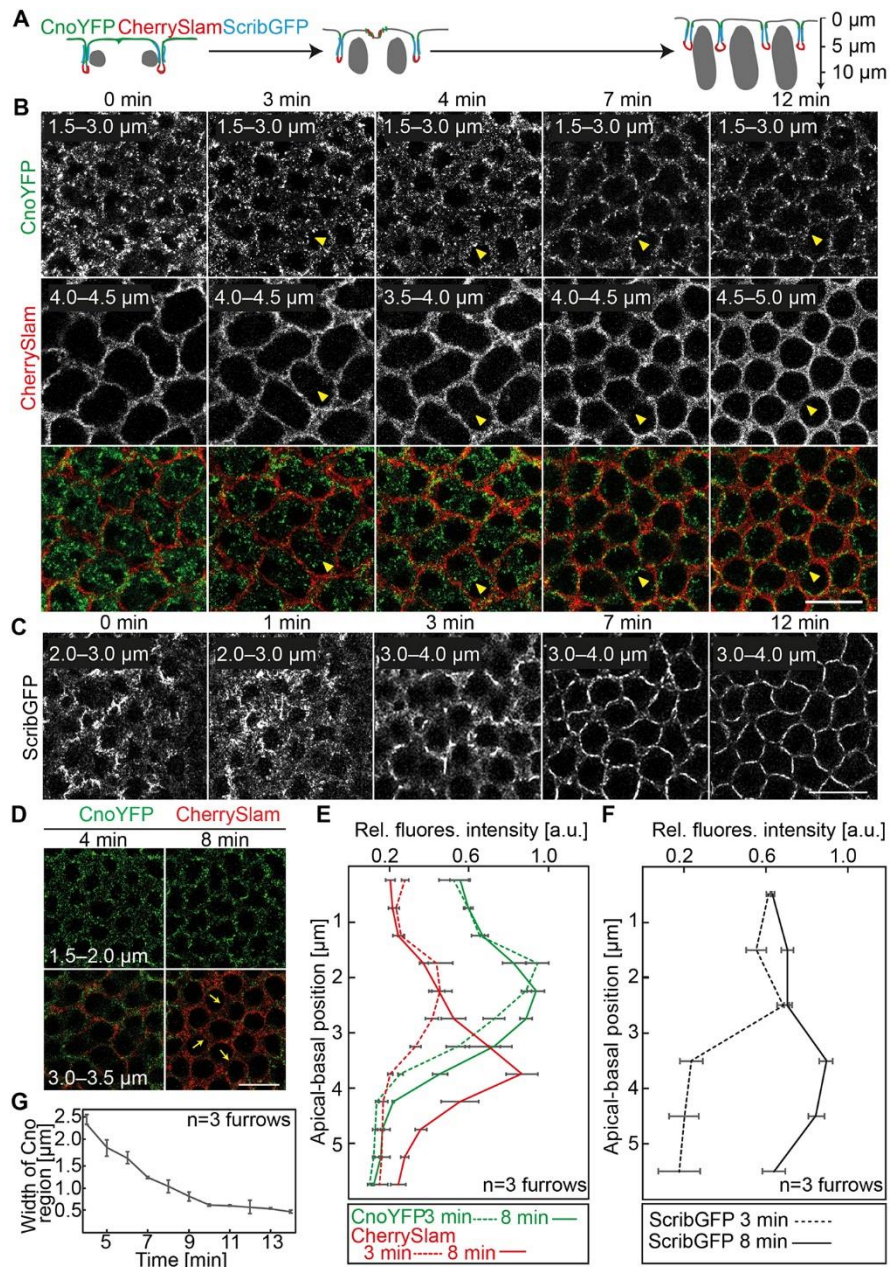 A
CnoYFP CherrySlam ScribGFP
0 µm
5 µm
10 µm
B
0 min 3 min 4 min 7 min 12 min
CnoYFP
1.5–3.0 µm 1.5–3.0 µm 1.5–3.0 µm 1.5–3.0 µm 1.5–3.0 µm
CherrySlam
4.0–4.5 µm 4.0–4.5 µm 3.5–4.0 µm 4.0–4.5 µm 4.5–5.0 µm
C
0 min 1 min 3 min 7 min 12 min
ScribGFP
2.0–3.0 µm 2.0–3.0 µm 3.0–4.0 µm 3.0–4.0 µm 3.0–4.0 µm
D
CnoYFP CherrySlam
4 min 8 min
1.5–2.0 µm
3.0–3.5 µm
E
Rel. fluores. intensity [a.u.]
0.2 0.6 1.0
Apical-basal position [µm]
1
2
3
4
5
n=3 furrows
CnoYFP3 min 8 min
CherrySlam
3 min 8 min
F
Rel. fluores. intensity [a.u.]
0.2 0.6 1.0
Apical-basal position [µm]
1
2
3
4
5
n=3 furrows
ScribGFP 3 min
ScribGFP 8 min
G
n=3 furrows
Width of Cno
region [µm]
2.5
2.0
1.5
1.0
0.5
5 7 9 11 13
Time [min]